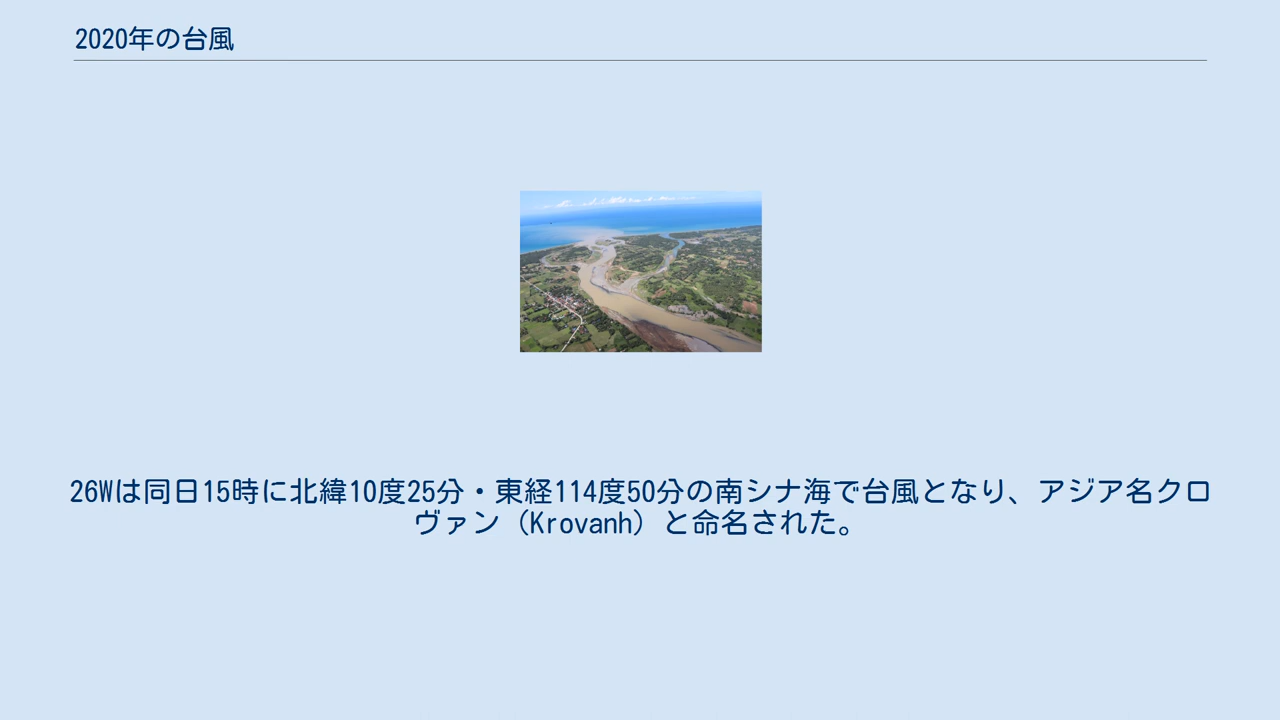 2020年の台風
26Wは同日15時に北緯10度25分・東経114度50分の南シナ海で台風となり、アジア名クロ
ヴァン（Krovanh）と命名された。